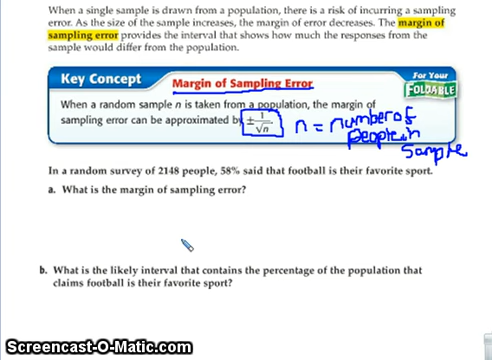 When a single sample is drawn from a population, there is a risk of incurring a sampling
error. As the size of the sample increases, the margin of error decreases. The margin of
sampling error provides the interval that shows how much the responses from the
sample would differ from the population.
Key Concept
Margin of Sampling Error
For Your
FOLDABLE
When a random sample n is taken from a population, the margin of
sampling error can be approximated by ± 1/√n
n = number of
people in
sample
In a random survey of 2148 people, 58% said that football is their favorite sport.
a. What is the margin of sampling error?
b. What is the likely interval that contains the percentage of the population that
claims football is their favorite sport?
Screencast-O-Matic.com